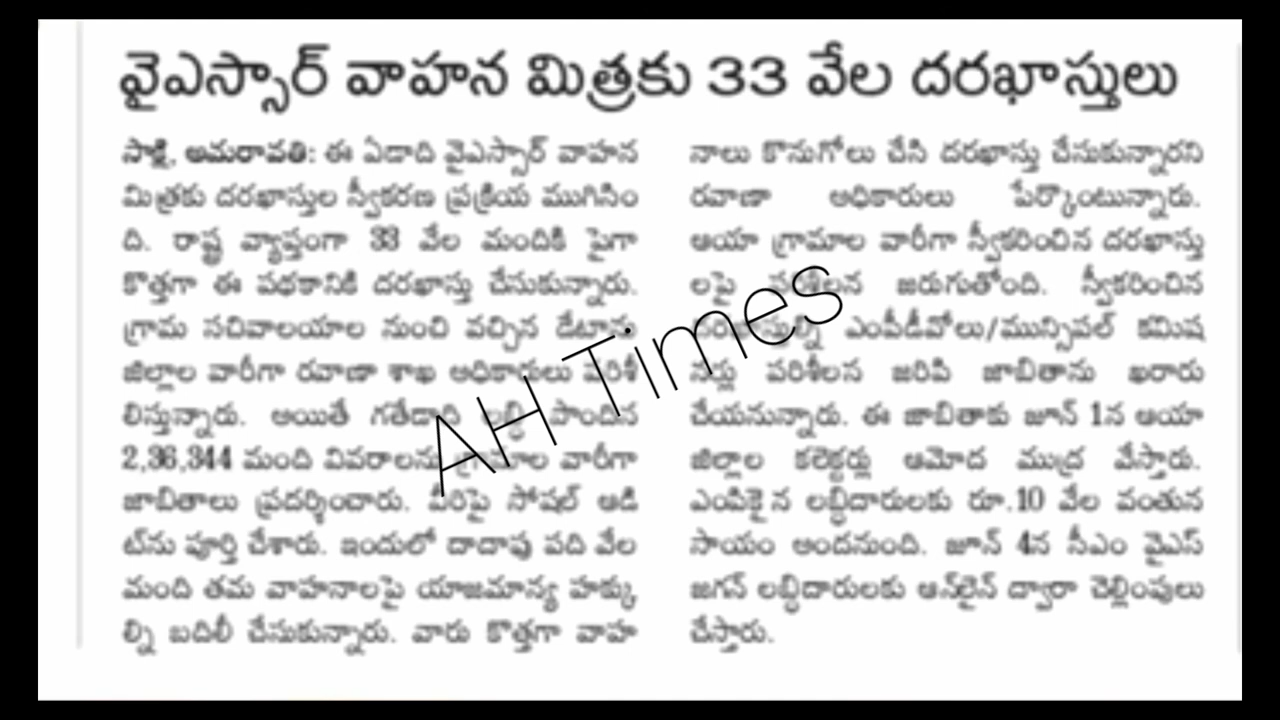 వైఎస్సార్ వాహన మిత్రకు 33 వేల దరఖాస్తులు
సాక్షి, అమరావతి: ఈ ఏడాది వైఎస్సార్ వాహన
మిత్రకు దరఖాస్తుల స్వీకరణ ప్రక్రియ ముగిసిం
ది. రాష్ట్ర వ్యాప్తంగా 33 వేల మందికి పైగా
కొత్తగా ఈ పథకానికి దరఖాస్తు చేసుకున్నారు.
గ్రామ సచివాలయాల నుంచి వచ్చిన డేటాను
జిల్లాల వారీగా రవాణా శాఖ అధికారులు పరిశీ
లిస్తున్నారు. అయితే గతేడాది లబ్ధి పొందిన
2,36,344 మంది వివరాలను గ్రామాల వారీగా
జాబితాలు ప్రదర్శించారు. వీరిపై సోషల్ ఆడి
ట్‌ను పూర్తి చేశారు. ఇందులో దాదాపు పది వేల
మంది తమ వాహనాలపై యాజమాన్య హక్కు
ల్ని బదిలీ చేసుకున్నారు. వారు కొత్తగా వాహ
నాలు కొనుగోలు చేసి దరఖాస్తు చేసుకున్నారని
రవాణా అధికారులు పేర్కొంటున్నారు.
ఆయా గ్రామాల వారీగా స్వీకరించిన దరఖాస్తు
లపై పరిశీలన జరుగుతోంది. స్వీకరించిన
దరఖాస్తుల్ని ఎంపీడీవోలు/మున్సిపల్ కమిష
నర్లు పరిశీలన జరిపి జాబితాను ఖరారు
చేయనున్నారు. ఈ జాబితాకు జూన్ 1న ఆయా
జిల్లాల కలెక్టర్లు ఆమోద ముద్ర వేస్తారు.
ఎంపికైన లబ్ధిదారులకు రూ.10 వేల వంతున
సాయం అందనుంది. జూన్ 4న సీఎం వైఎస్
జగన్ లబ్ధిదారులకు ఆన్‌లైన్ ద్వారా చెల్లింపులు
చేస్తారు.
AH Times